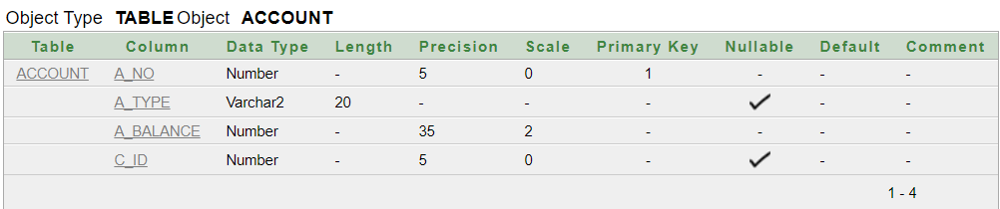 Object Type TABLE Object ACCOUNT
Table Column Data Type Length Precision Scale Primary Key Nullable Default Comment
ACCOUNT A_NO Number - 5 0 1 - - -
A_TYPE Varchar2 20 - - - ✓ - -
A_BALANCE Number - 35 2 - - - -
C_ID Number - 5 0 - ✓ - -
1 - 4